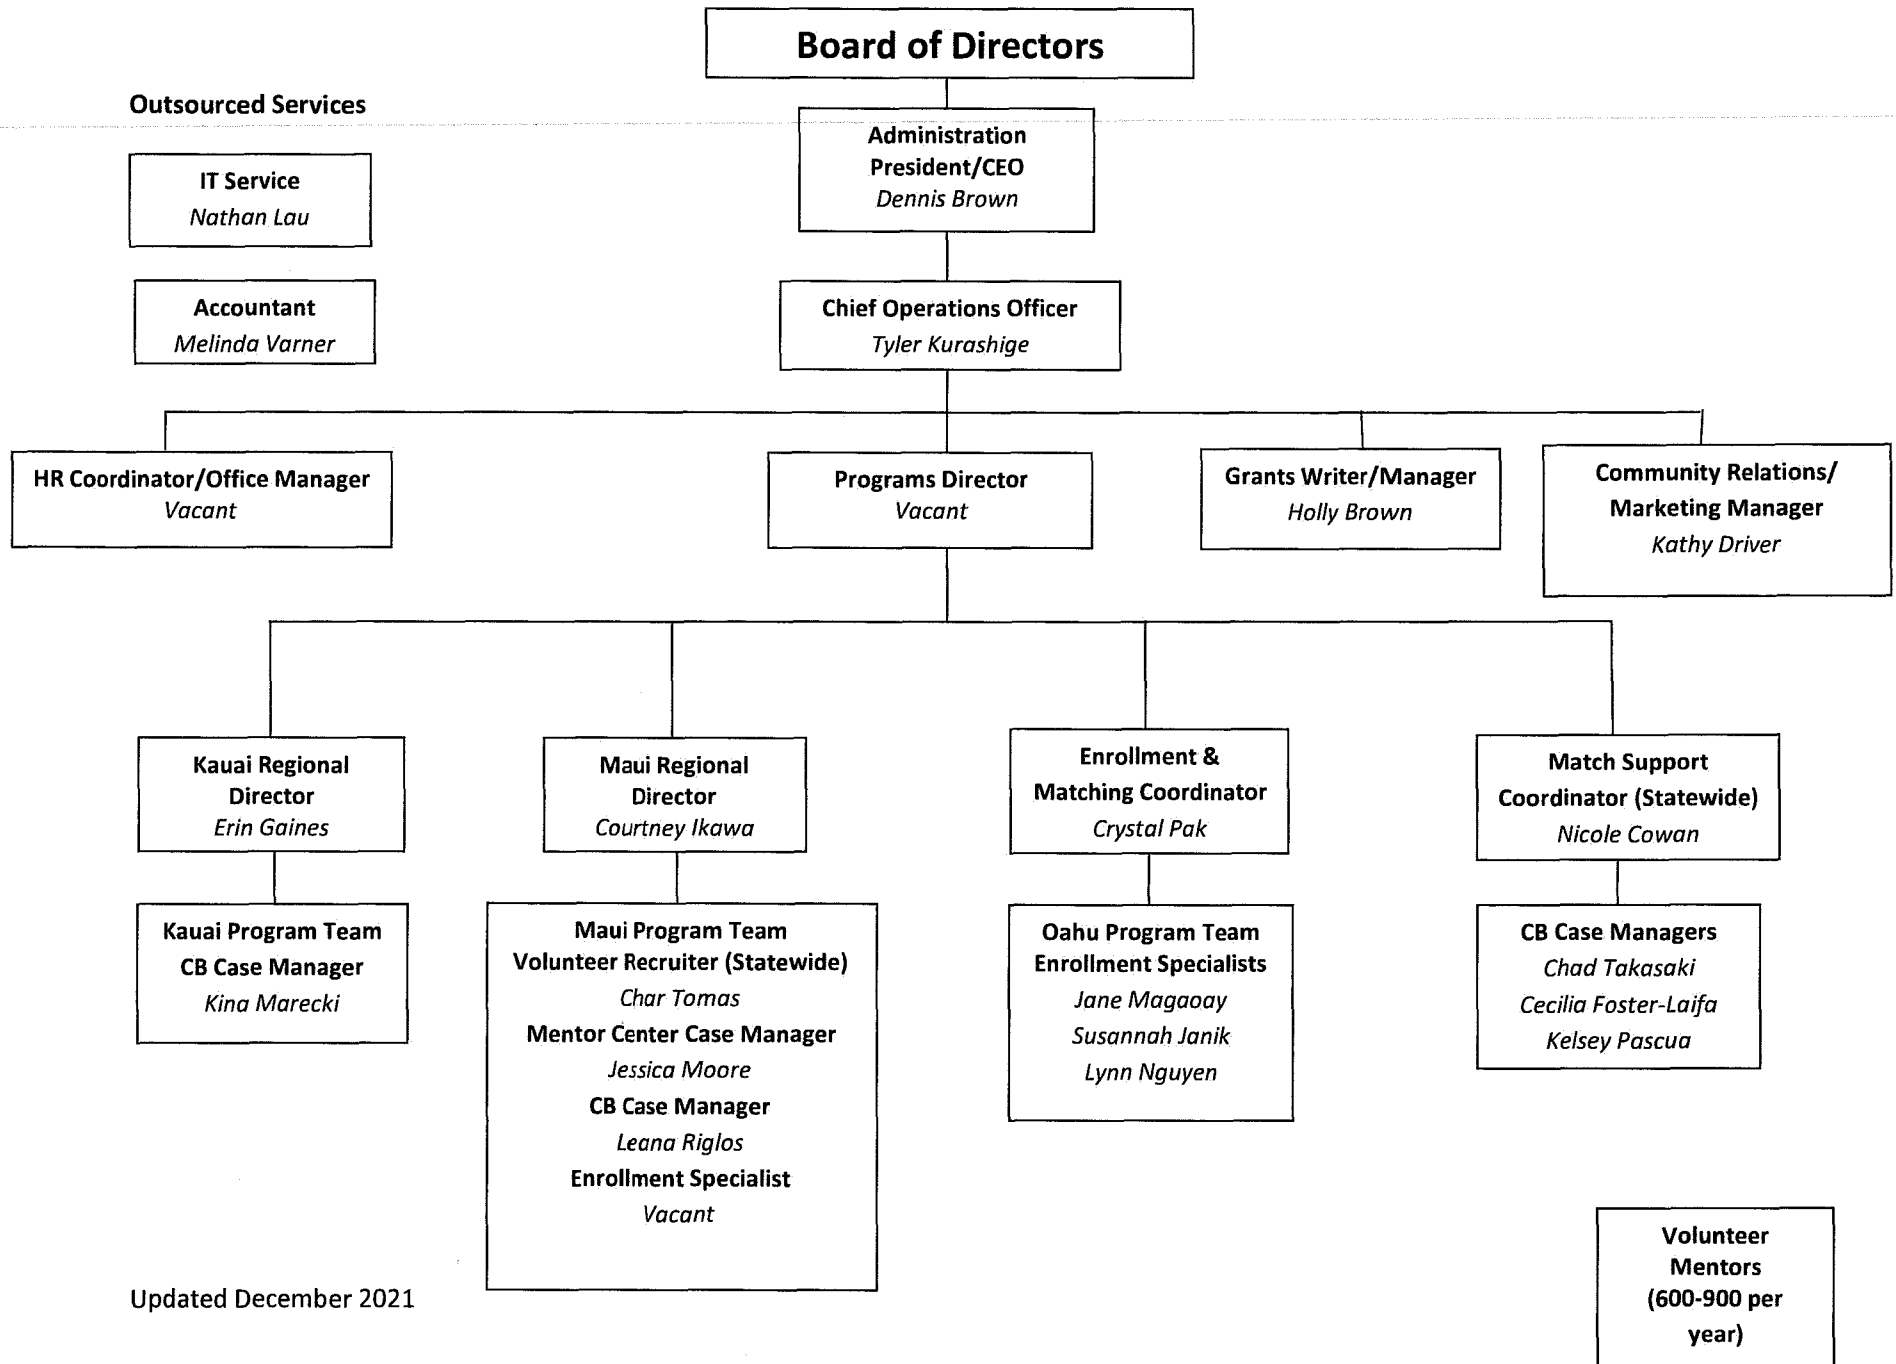 Board of Directors
Outsourced Services
Administration
President/CEO
Dennis Brown
IT Service
Nathan Lau
Accountant
Melinda Varner
Chief Operations Officer
Tyler Kurashige
HR Coordinator/Office Manager
Vacant
Programs Director
Vacant
Grants Writer/Manager
Holly Brown
Community Relations/
Marketing Manager
Kathy Driver
Kauai Regional
Director
Erin Gaines
Maui Regional
Director
Courtney Ikawa
Enrollment &
Matching Coordinator
Crystal Pak
Match Support
Coordinator (Statewide)
Nicole Cowan
Kauai Program Team
CB Case Manager
Kina Marecki
Maui Program Team
Volunteer Recruiter (Statewide)
Char Tomas
Mentor Center Case Manager
Jessica Moore
CB Case Manager
Leana Riglos
Enrollment Specialist
Vacant
Oahu Program Team
Enrollment Specialists
Jane Magaoay
Susannah Janik
Lynn Nguyen
CB Case Managers
Chad Takasaki
Cecilia Foster-Laifa
Kelsey Pascua
Volunteer
Mentors
(600-900 per
year)
Updated December 2021